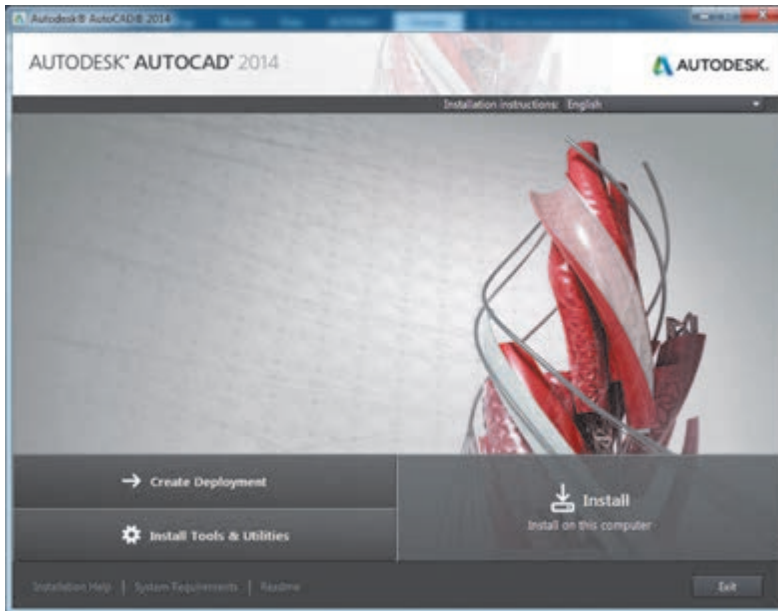 Autodesk® AutoCAD® 2014
AUTODESK® AUTOCAD® 2014
AUTODESK.
Installation instructions: English
Create Deployment
Install
Install on this computer
Install Tools & Utilities
Installation Help | System Requirements | Readme
Exit